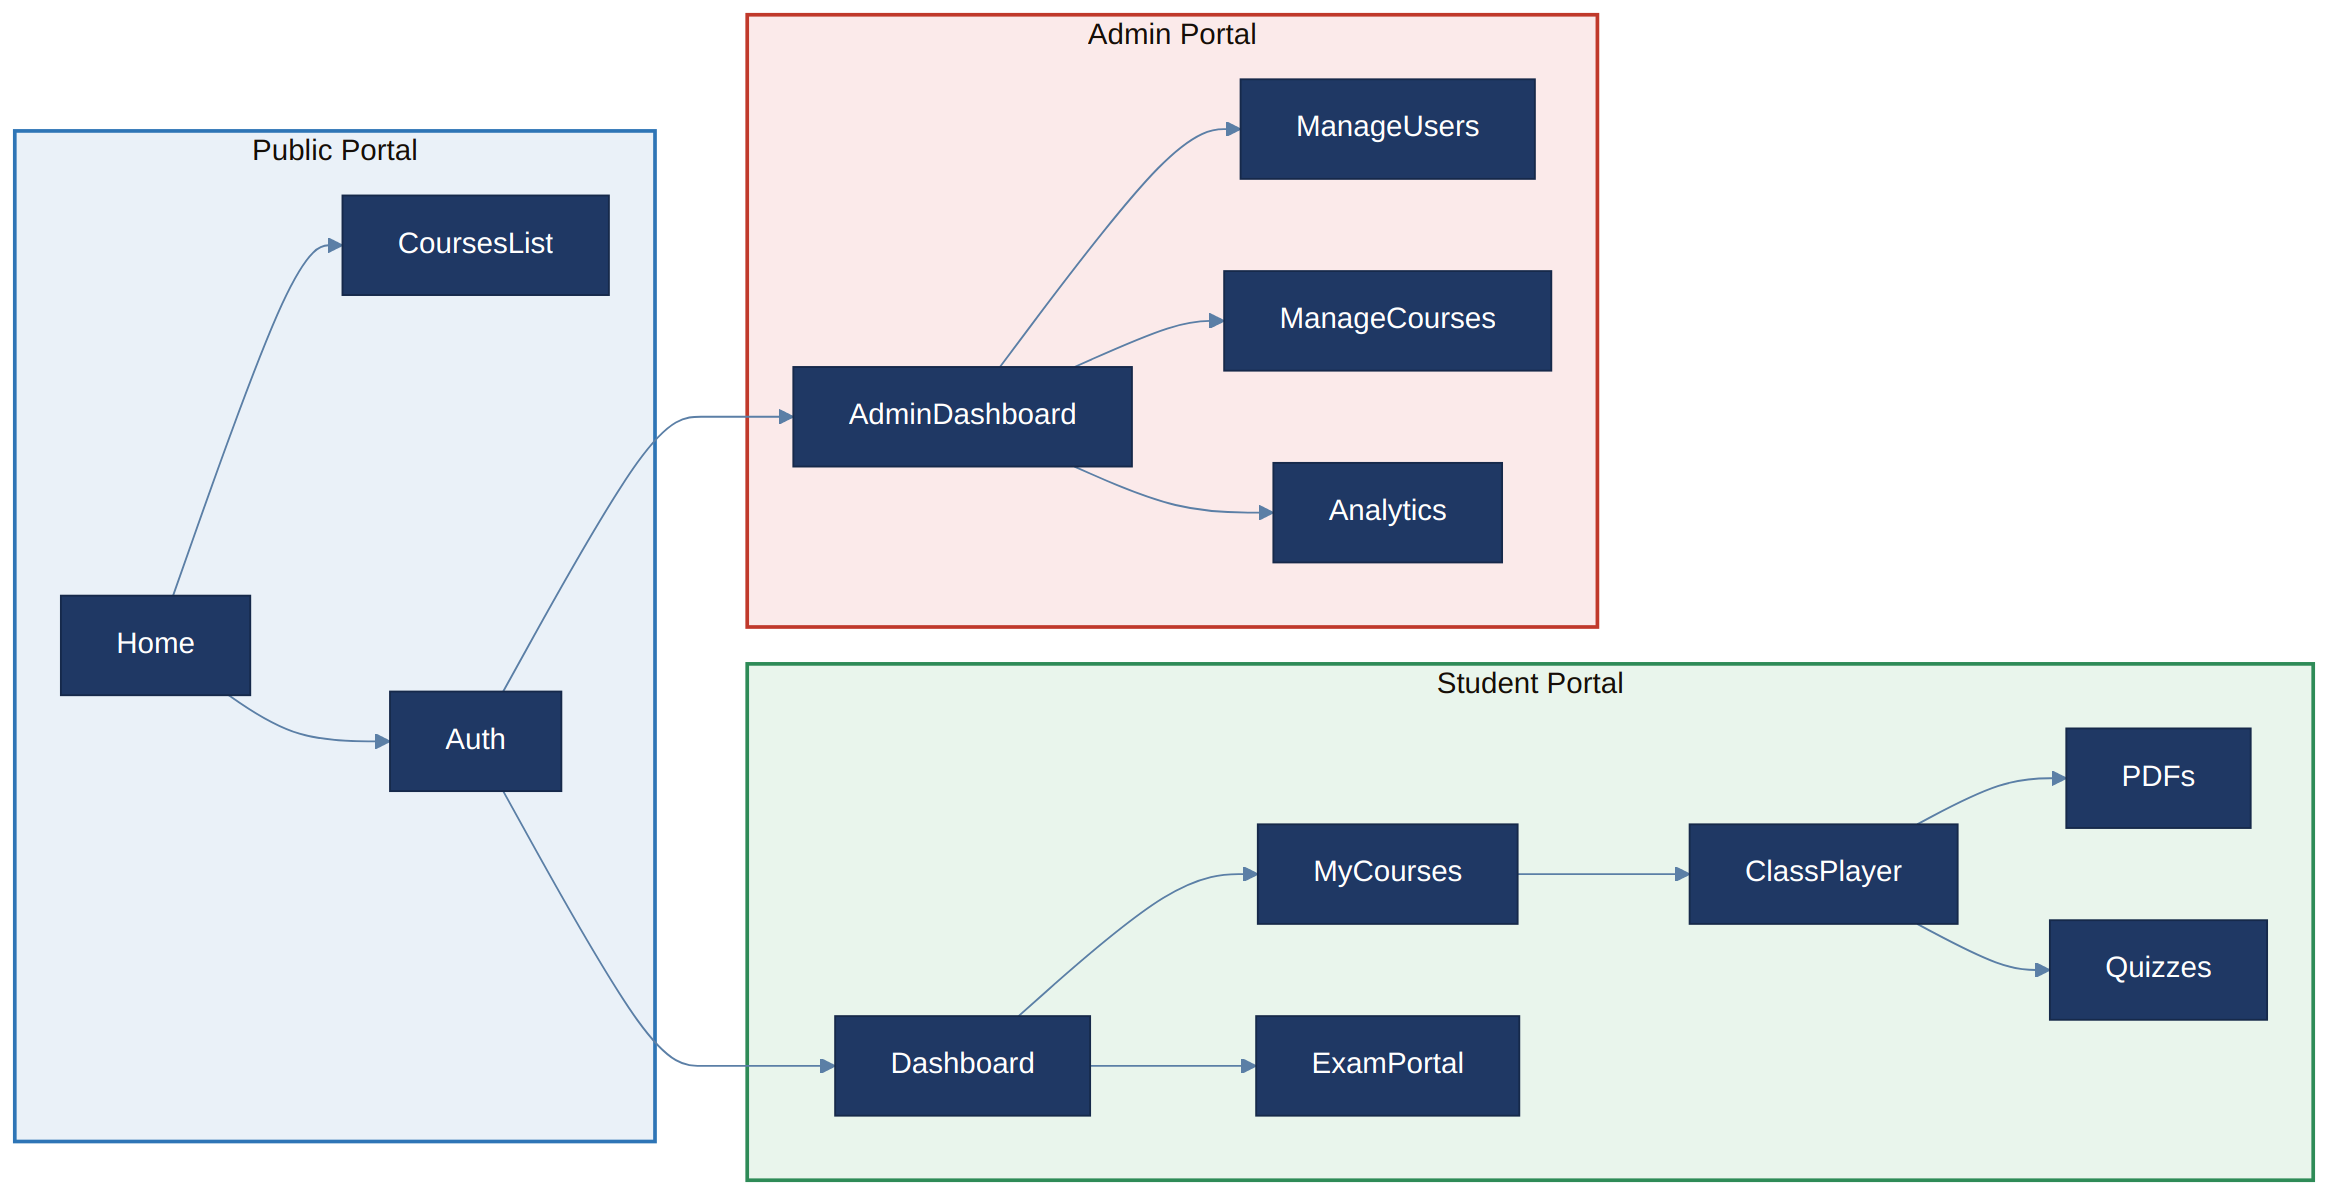 Public Portal
CoursesList
Home
Auth
Admin Portal
ManageUsers
ManageCourses
AdminDashboard
Analytics
Student Portal
PDFs
MyCourses
ClassPlayer
Quizzes
Dashboard
ExamPortal